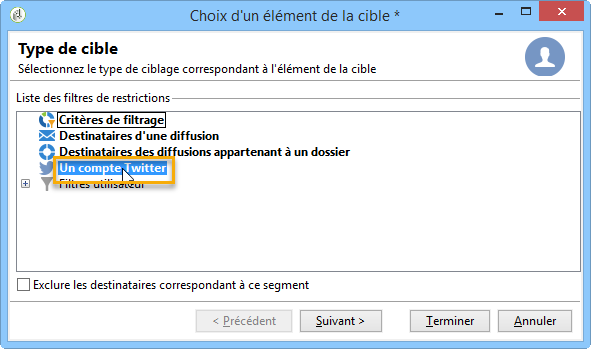 Choix d'un élément de la cible *
Type de cible
Sélectionnez le type de ciblage correspondant à l'élément de la cible
Liste des filtres de restrictions
Critères de filtrage
Destinataires d'une diffusion
Destinataires des diffusions appartenant à un dossier
Un compte Twitter
Filtres utilisateur
Exclure les destinataires correspondant à ce segment
< Précédent Suivant > Terminer Annuler